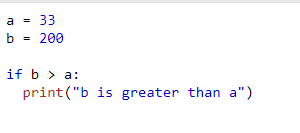 a = 33
b = 200

if b > a:
  print("b is greater than a")